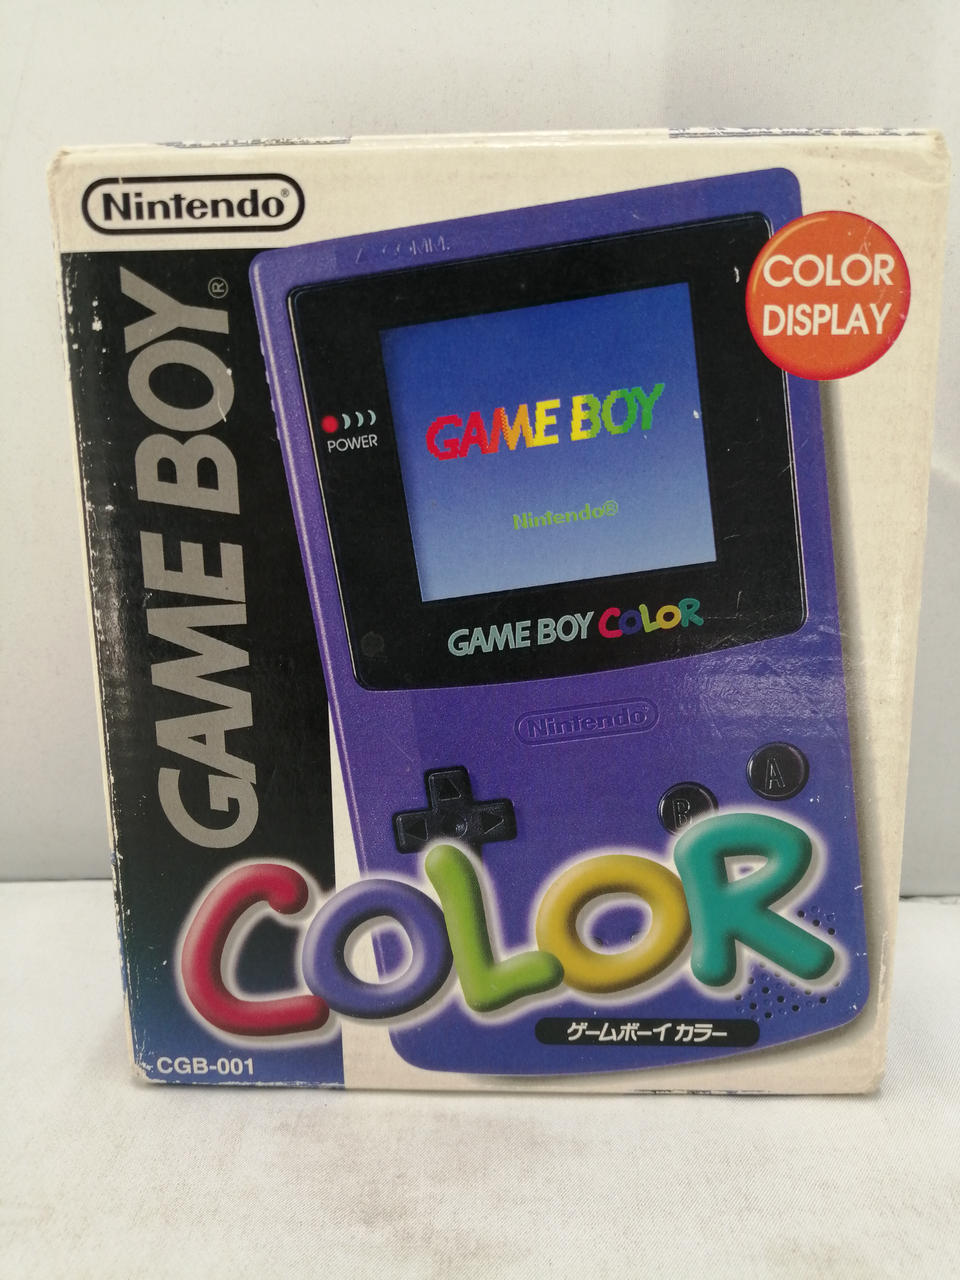 Nintendo®
GAME BOY®
COLOR
DISPLAY
COMM.
POWER
GAME BOY
Nintendo®
GAME BOY COLOR
Nintendo
A
B
COLOR
ゲームボーイカラー
CGB-001